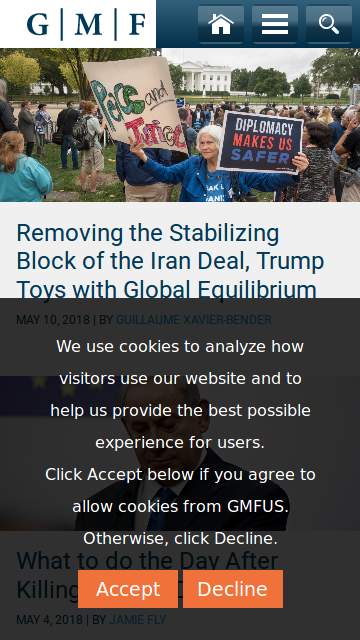 G | M | F
Peace and
Justice
DIPLOMACY
MAKES US
SAFER
Removing the Stabilizing
Block of the Iran Deal, Trump
Toys with Global Equilibrium
MAY 10, 2018 | BY GUILLAUME XAVIER-BENDER
We use cookies to analyze how
visitors use our website and to
help us provide the best possible
experience for users.
Click Accept below if you agree to
allow cookies from GMFUS.
Otherwise, click Decline.
What to do the Day After
Killing
Accept Decline
MAY 4, 2018 | BY JAMIE FLY